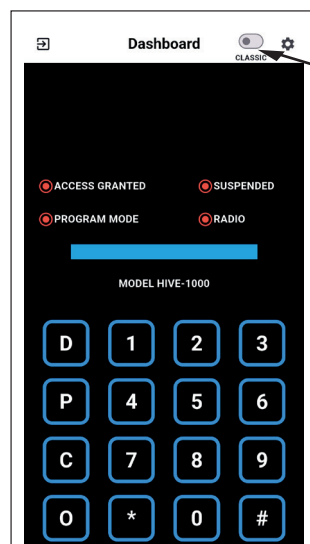 Dashboard
CLASSIC
ACCESS GRANTED SUSPENDED
PROGRAM MODE RADIO
MODEL HIVE-1000
D 1 2 3
P 4 5 6
C 7 8 9
O * 0 #